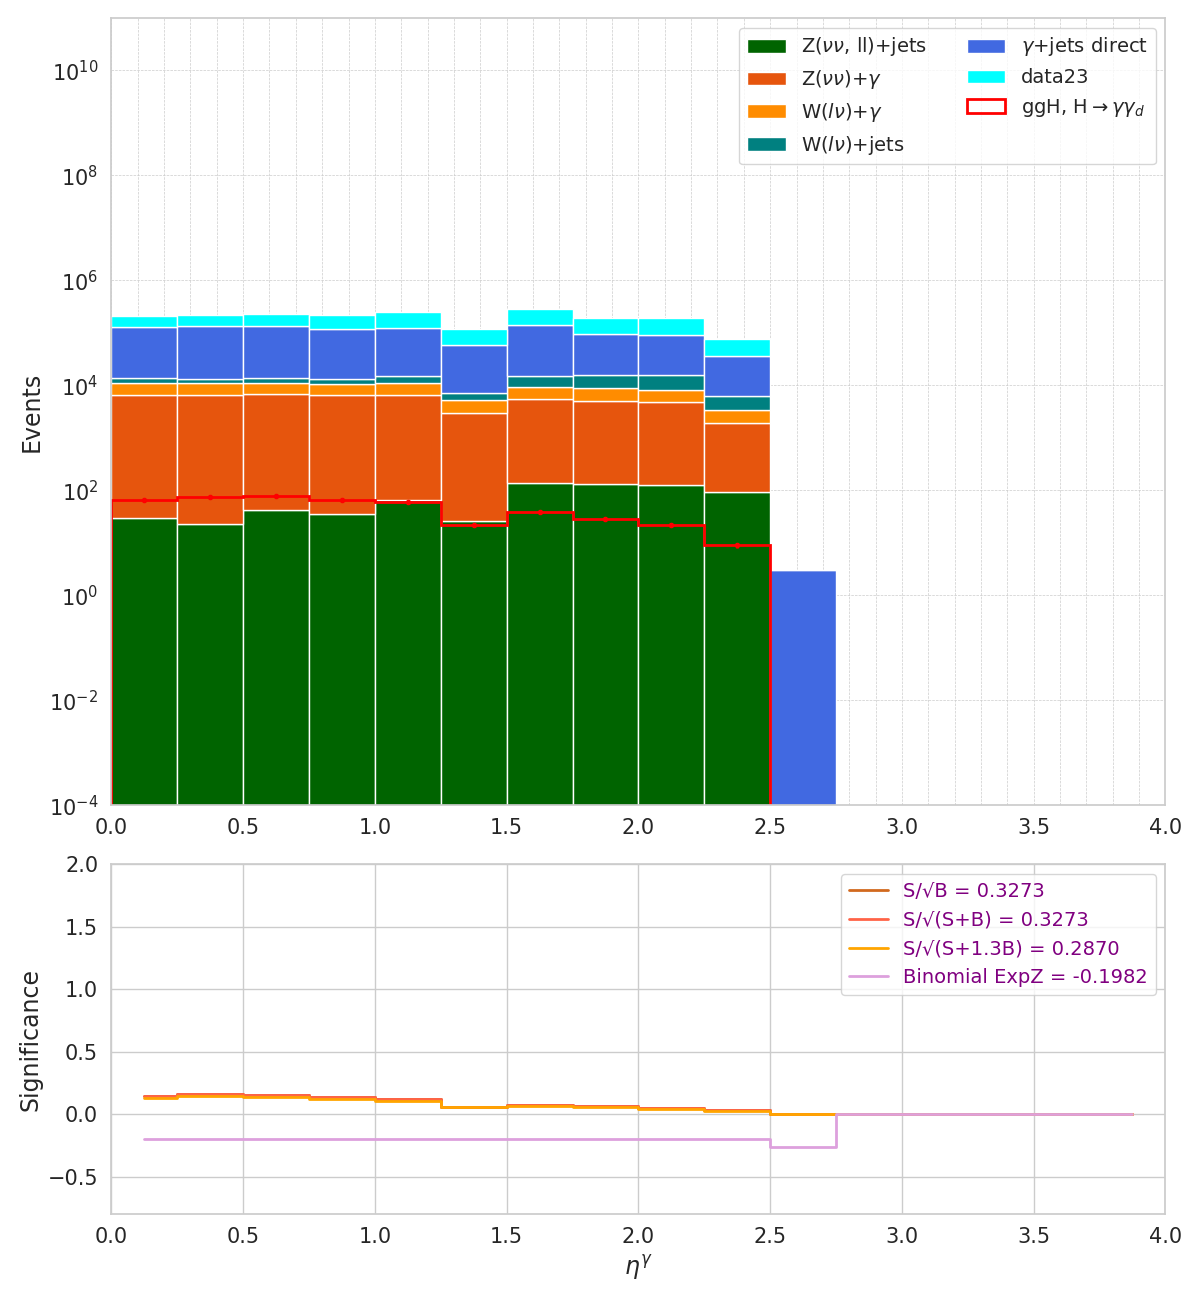 Z(νν, ll)+jets
Z(νν)+γ
W(lν)+γ
W(lν)+jets
γ+jets direct
data23
ggH, H→γγ_d
Events
10^10
10^8
10^6
10^4
10^2
10^0
10^−2
10^−4
0.0 0.5 1.0 1.5 2.0 2.5 3.0 3.5 4.0
S/√B = 0.3273
S/√(S+B) = 0.3273
S/√(S+1.3B) = 0.2870
Binomial ExpZ = -0.1982
Significance
2.0
1.5
1.0
0.5
0.0
−0.5
0.0 0.5 1.0 1.5 2.0 2.5 3.0 3.5 4.0
η^γ